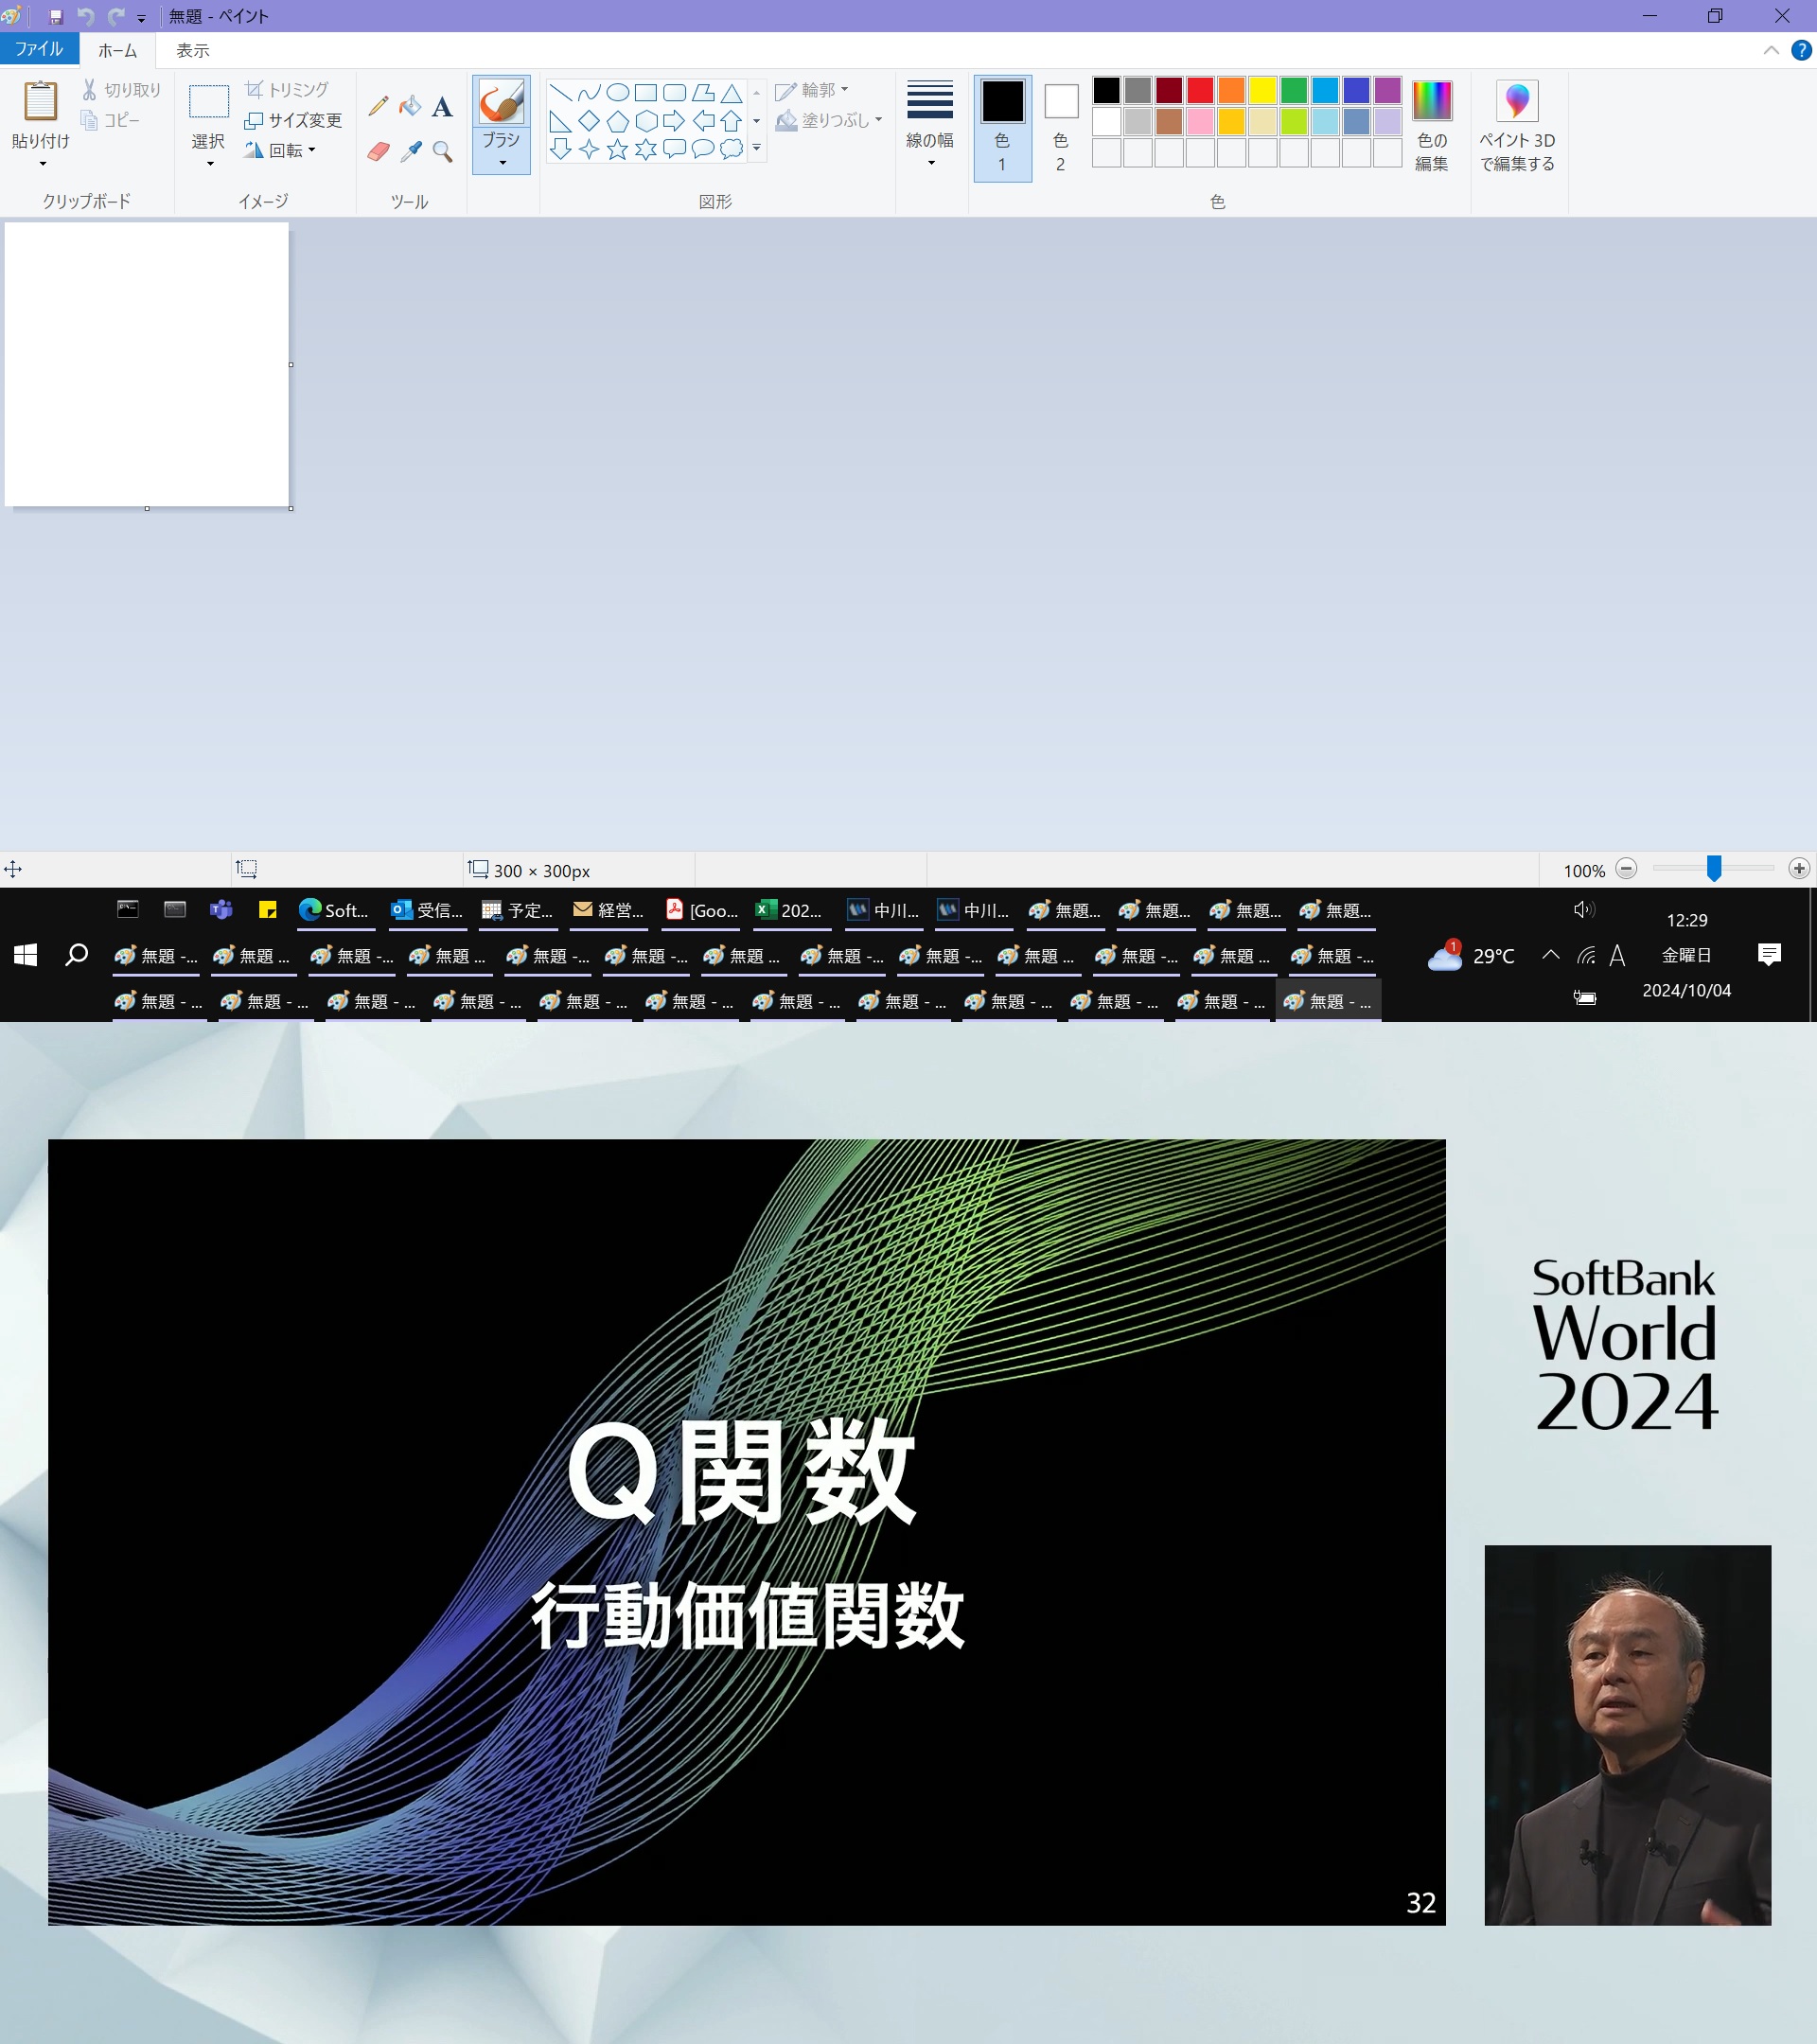 無題 - ペイント
ファイル
ホーム
表示
貼り付け
切り取り
コピー
クリップボード
選択
トリミング
サイズ変更
回転
イメージ
A
ツール
ブラシ
輪郭
塗りつぶし
図形
線の幅
色
1
色
2
色の
編集
色
ペイント 3D
で編集する
300 × 300px
100%
Soft... 受信... 予定... 経営... [Goo... 202... 中川... 中川... 無題... 無題... 無題... 無題...
無題 -... 無題 ... 無題 -... 無題 ... 無題 -... 無題 -... 無題 ... 無題 -... 無題 -... 無題 ... 無題 -... 無題 ... 無題 -...
無題 - ... 無題 - ... 無題 - ... 無題 - ... 無題 - ... 無題 - ... 無題 - ... 無題 - ... 無題 - ... 無題 - ... 無題 - ... 無題 - ...
1
29°C
A
12:29
金曜日
2024/10/04
Q関数
行動価値関数
32
SoftBank
World
2024